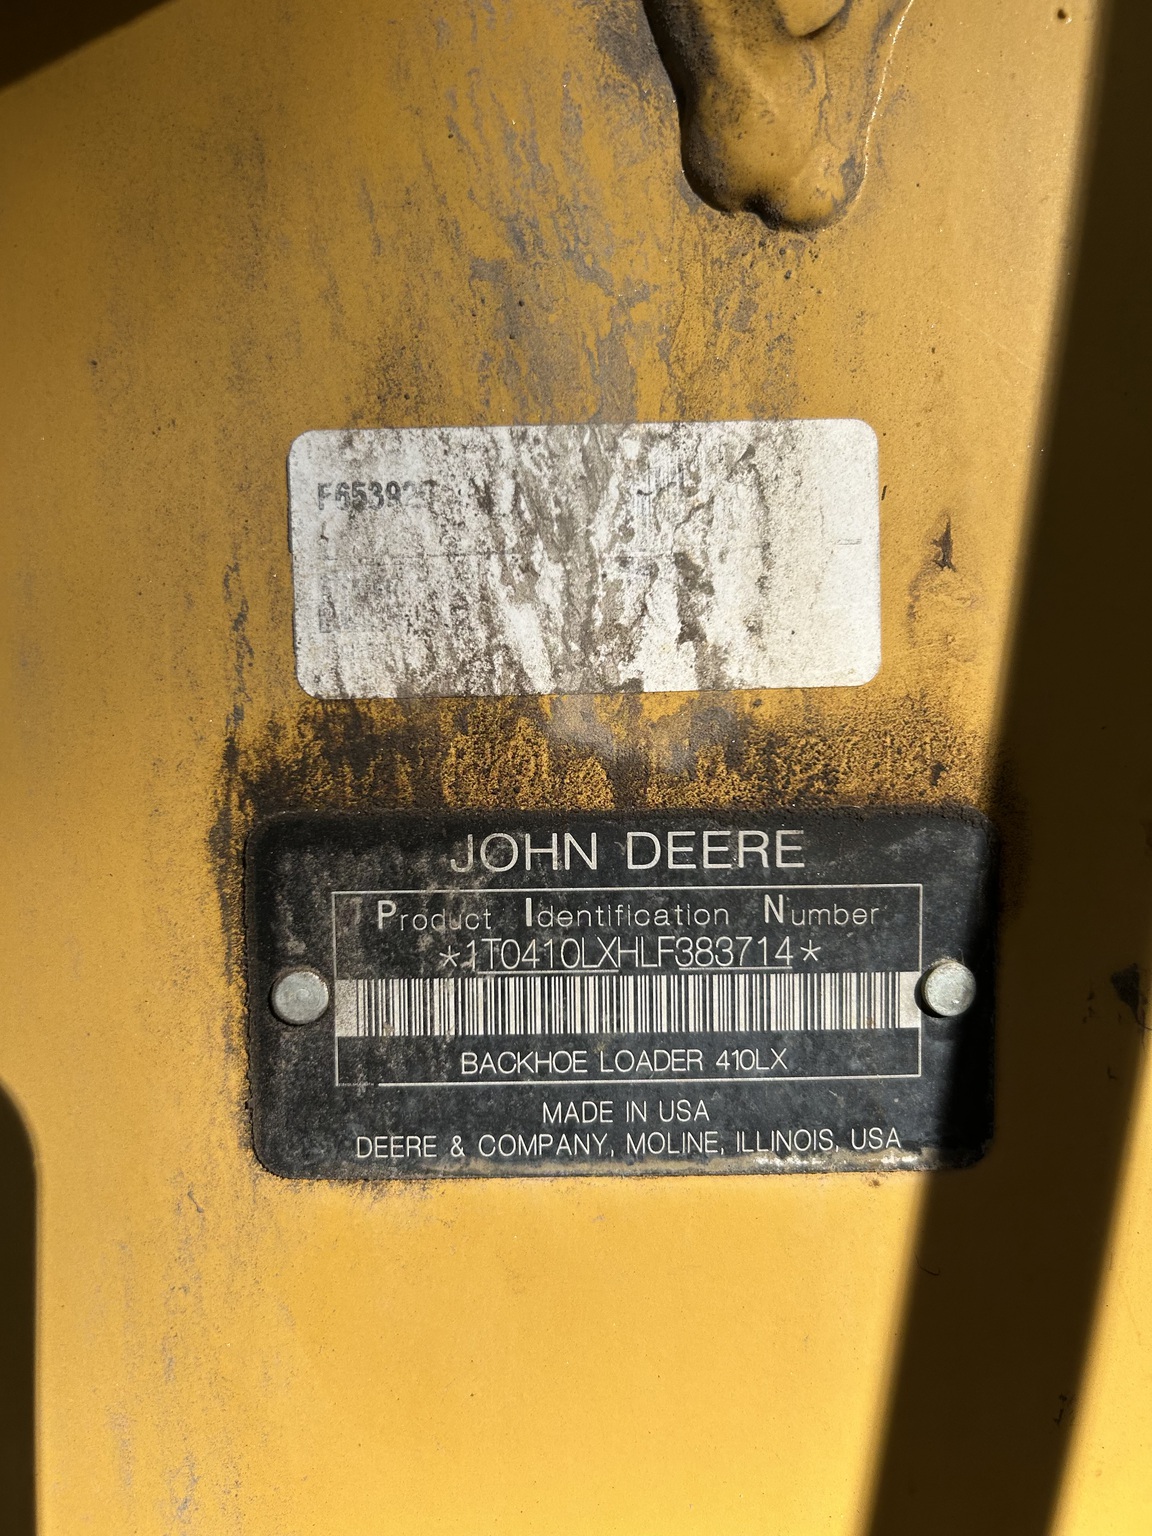 JOHN DEERE
Product Identification Number
*1T0410LXHLF383714*
BACKHOE LOADER 410LX
MADE IN USA
DEERE & COMPANY, MOLINE, ILLINOIS, USA